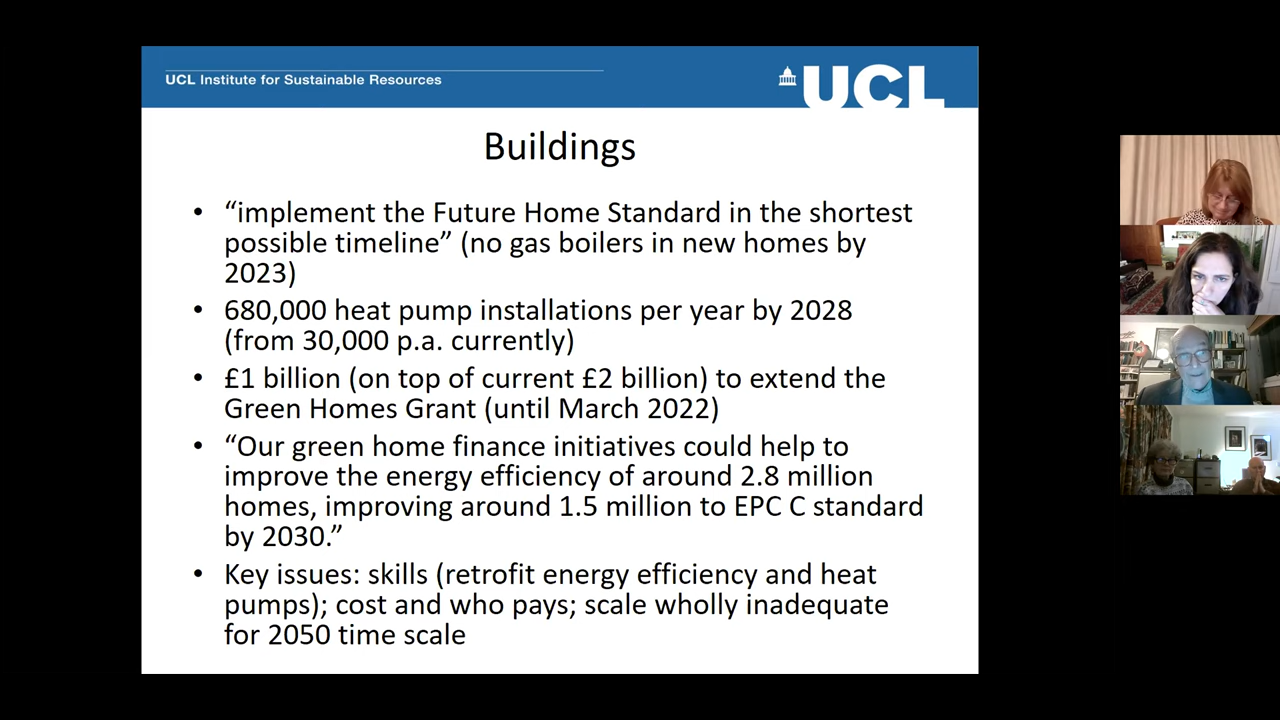 UCL Institute for Sustainable Resources
UCL
Buildings
• “implement the Future Home Standard in the shortest
possible timeline” (no gas boilers in new homes by
2023)
• 680,000 heat pump installations per year by 2028
(from 30,000 p.a. currently)
• £1 billion (on top of current £2 billion) to extend the
Green Homes Grant (until March 2022)
• “Our green home finance initiatives could help to
improve the energy efficiency of around 2.8 million
homes, improving around 1.5 million to EPC C standard
by 2030.”
• Key issues: skills (retrofit energy efficiency and heat
pumps); cost and who pays; scale wholly inadequate
for 2050 time scale